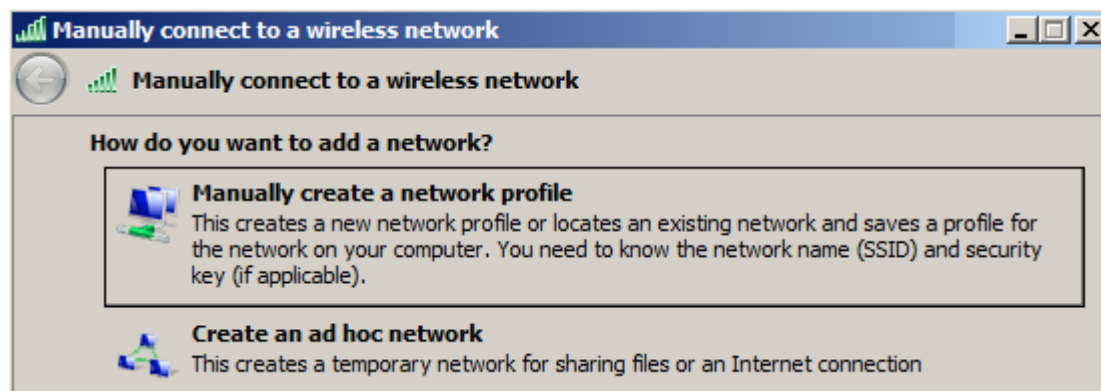 Manually connect to a wireless network
Manually connect to a wireless network
How do you want to add a network?
Manually create a network profile
This creates a new network profile or locates an existing network and saves a profile for
the network on your computer. You need to know the network name (SSID) and security
key (if applicable).
Create an ad hoc network
This creates a temporary network for sharing files or an Internet connection